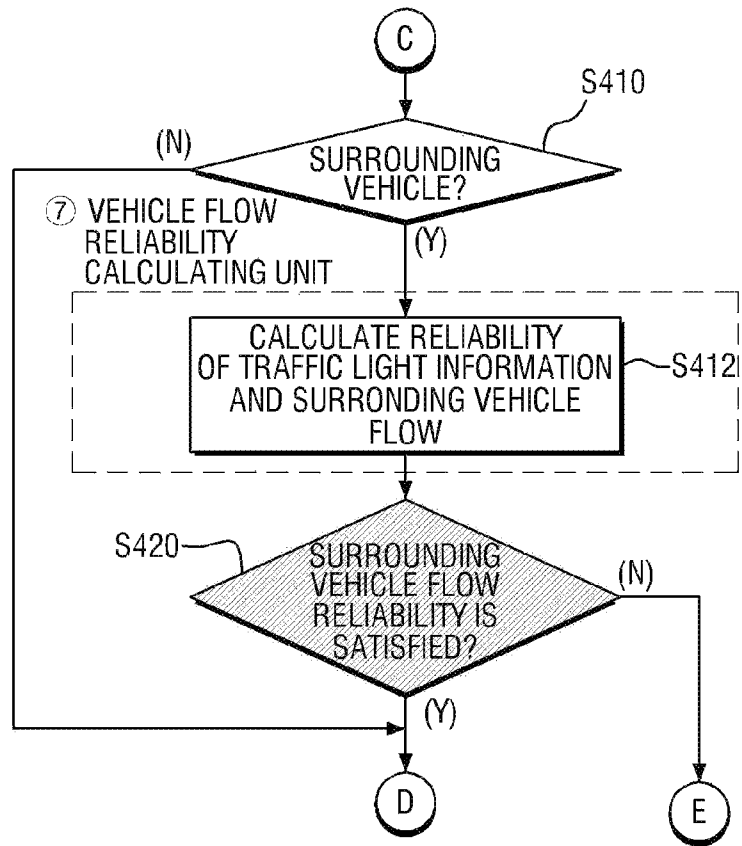 C
S410
(N)
SURROUNDING
VEHICLE?
⑦ VEHICLE FLOW
RELIABILITY
CALCULATING UNIT
(Y)
CALCULATE RELIABILITY
OF TRAFFIC LIGHT INFORMATION
AND SURRONDING VEHICLE
FLOW
S412
S420
SURROUNDING
VEHICLE FLOW
RELIABILITY IS
SATISFIED?
(N)
(Y)
D
E